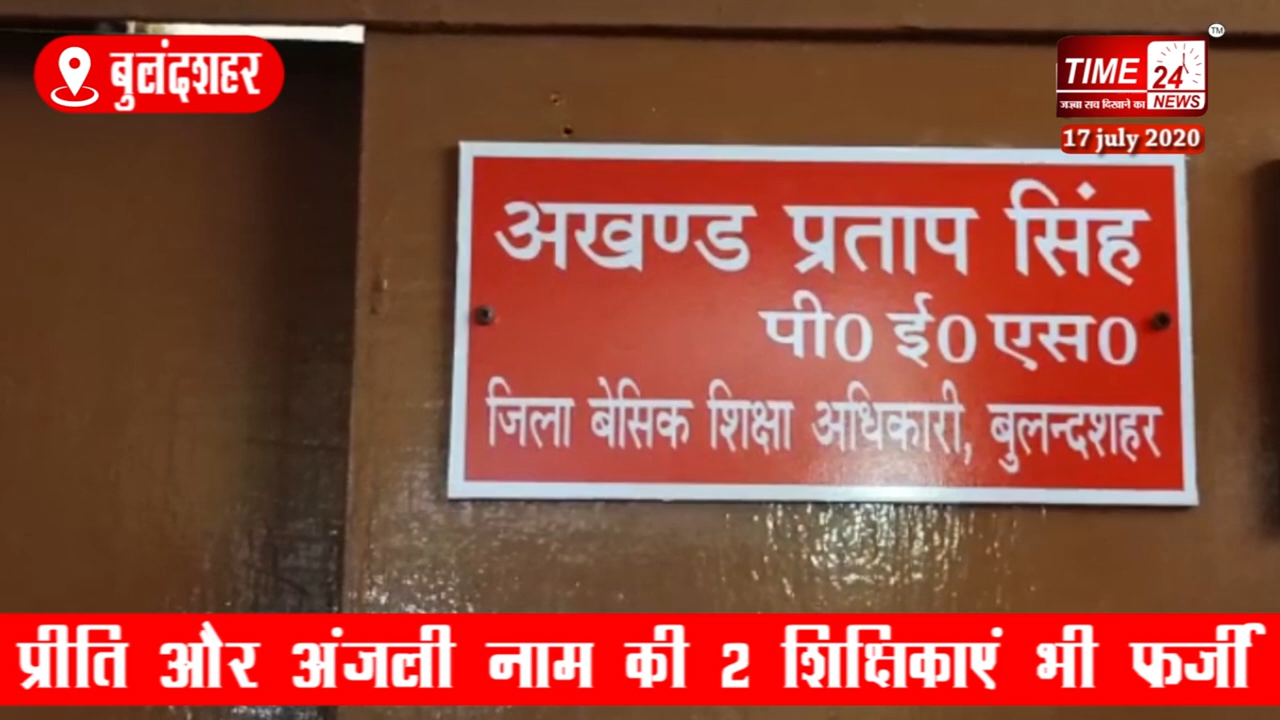 बुलंदशहर
TM
TIME 24 NEWS
जज़्बा सच दिखाने का
17 july 2020
अखण्ड प्रताप सिंह
पी0 ई0 एस0
जिला बेसिक शिक्षा अधिकारी, बुलन्दशहर
प्रीति और अंजली नाम की 2 शिक्षिकाएं भी फर्जी